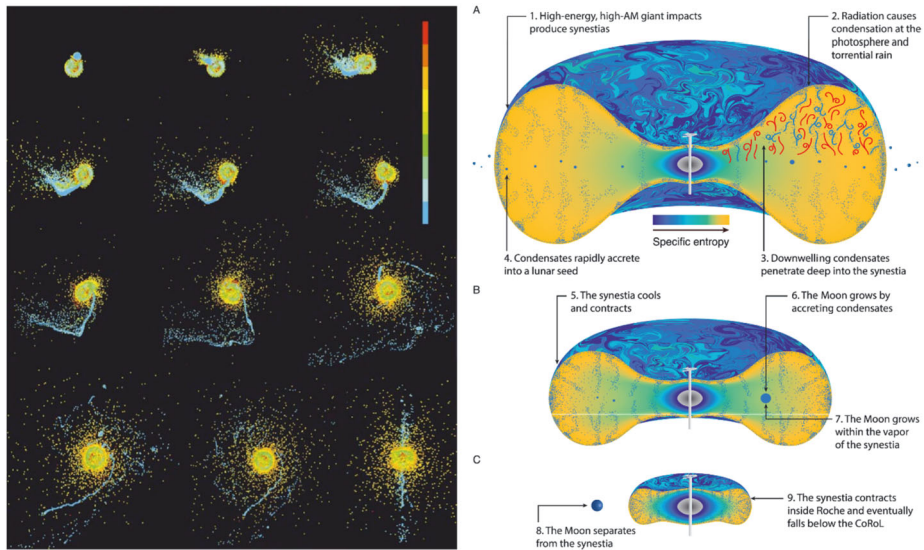 A
1. High-energy, high-AM giant impacts
produce synestias
2. Radiation causes
condensation at the
photosphere and
torrential rain
Specific entropy
4. Condensates rapidly accrete
into a lunar seed
3. Downwelling condensates
penetrate deep into the synestia
B
5. The synestia cools
and contracts
6. The Moon grows by
accreting condensates
7. The Moon grows
within the vapor
of the synestia
C
8. The Moon separates
from the synestia
9. The synestia contracts
inside Roche and eventually
falls below the CoRoL